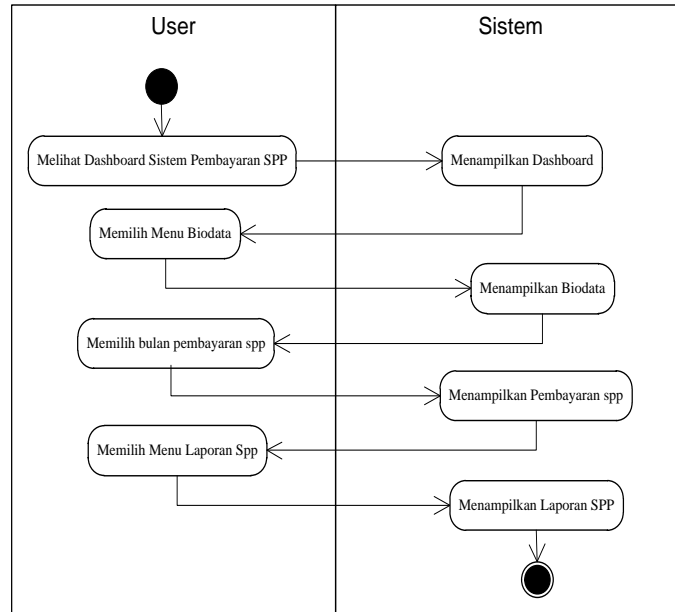 User
Sistem
Melihat Dashboard Sistem Pembayaran SPP
Menampilkan Dashboard
Memilih Menu Biodata
Menampilkan Biodata
Memilih bulan pembayaran spp
Menampilkan Pembayaran spp
Memilih Menu Laporan Spp
Menampilkan Laporan SPP